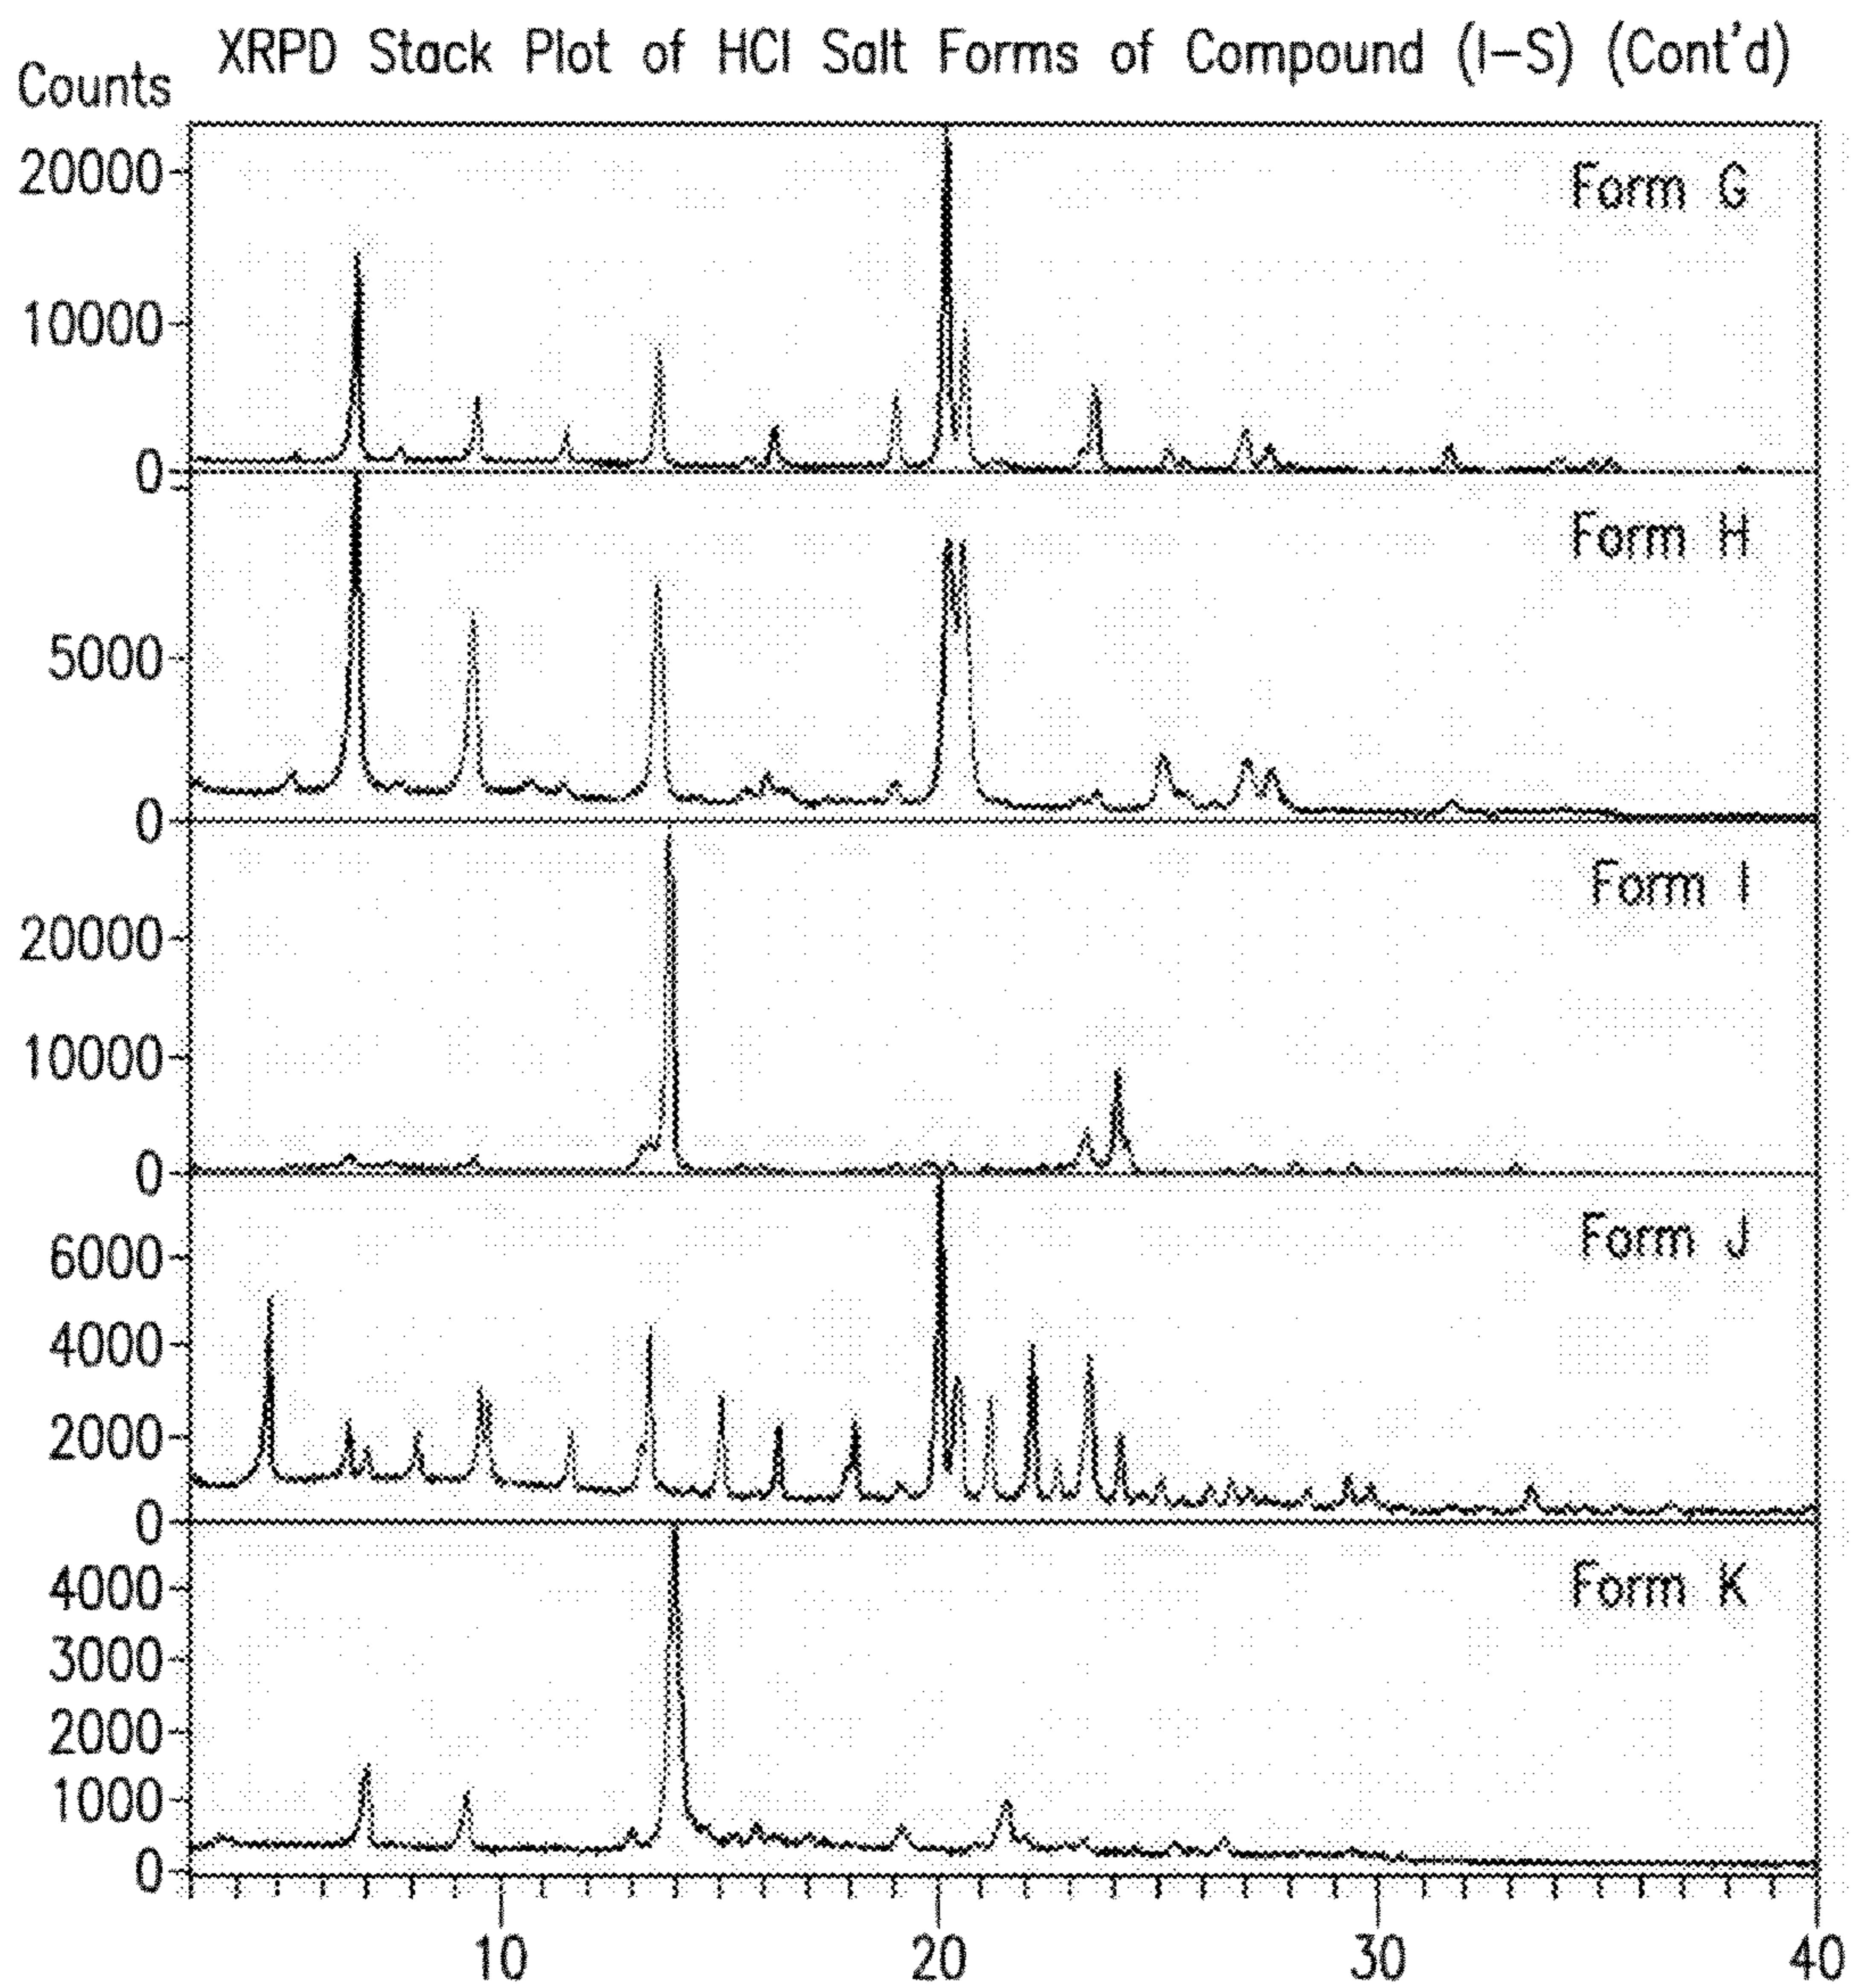 XRPD Stack Plot of HCl Salt Forms of Compound (I-S) (Cont'd)
Counts
20000
Form G
10000
0
Form H
5000
0
Form I
20000
10000
0
Form J
6000
4000
2000
0
Form K
4000
3000
2000
1000
0
10 20 30 40